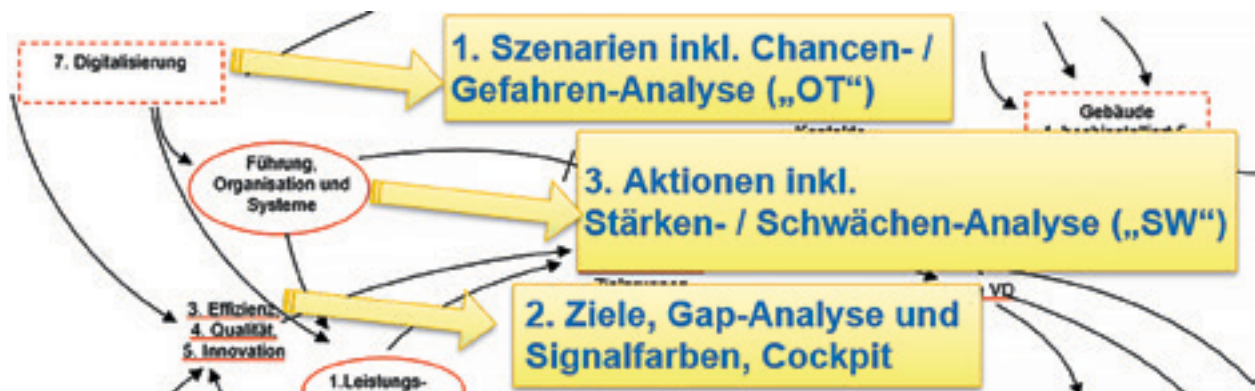 7. Digitalisierung
1. Szenarien inkl. Chancen- /
Gefahren-Analyse („OT“)
Gebäude
Führung,
Organisation und
Systeme
3. Aktionen inkl.
Stärken- / Schwächen-Analyse („SW“)
3. Effizienz,
4. Qualität,
5. Innovation
VD
2. Ziele, Gap-Analyse und
Signalfarben, Cockpit
1.Leistungs-